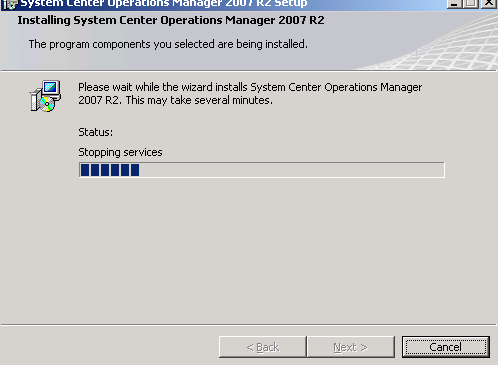 System Center Operations Manager 2007 R2 Setup
Installing System Center Operations Manager 2007 R2
The program components you selected are being installed.
Please wait while the wizard installs System Center Operations Manager
2007 R2. This may take several minutes.
Status:
Stopping services
< Back
Next >
Cancel